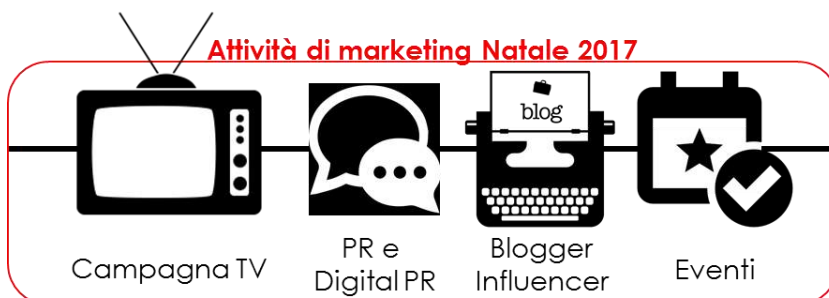 Attività di marketing Natale 2017
blog
Campagna TV
PR e
Digital PR
Blogger
Influencer
Eventi